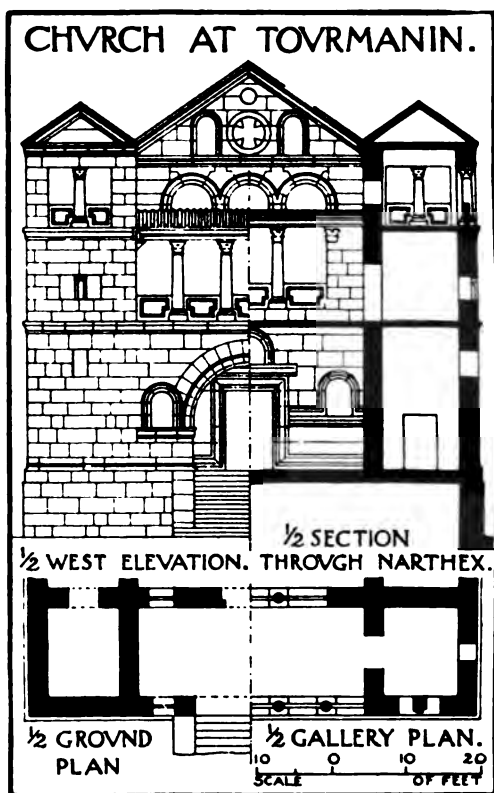 CHVRCH AT TOVRMANIN.
½ SECTION
½ WEST ELEVATION. THROVGH NARTHEX.
½ GROVND
PLAN
½ GALLERY PLAN.
10 0 10 20
SCALE OF FEET